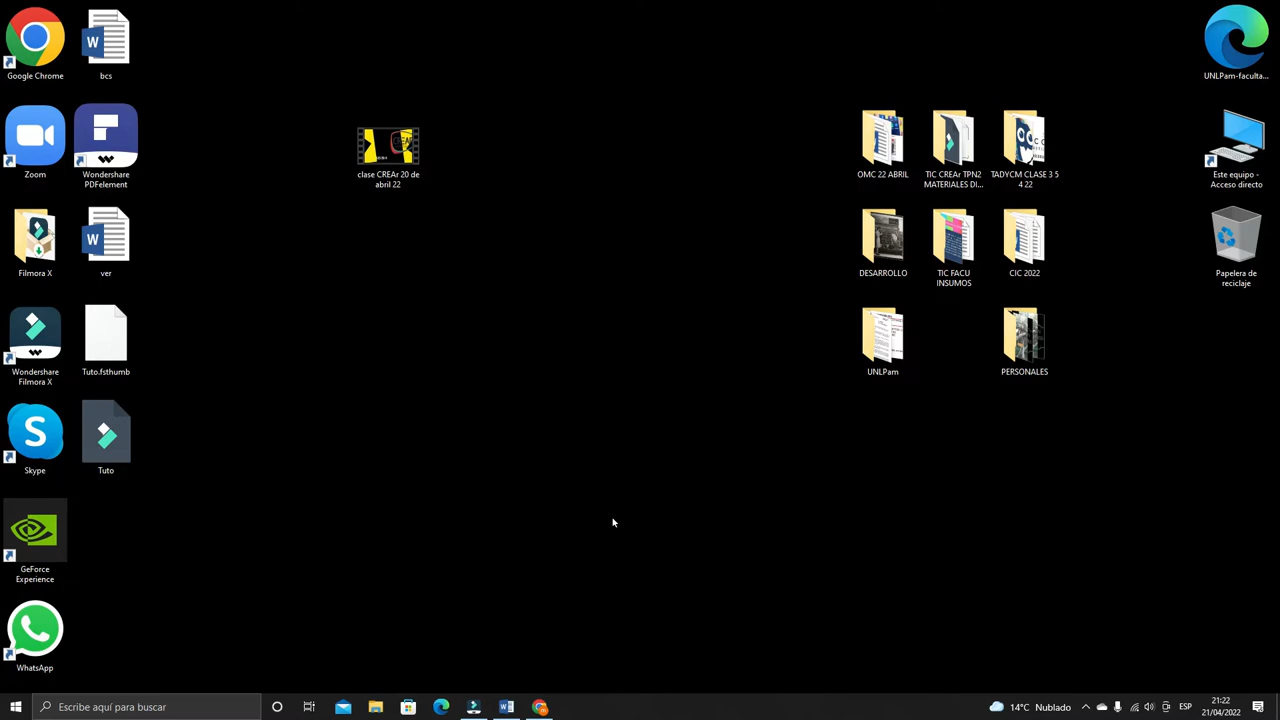 Google Chrome
bcs
Zoom
Wondershare
PDFelement
Filmora X
ver
Wondershare
Filmora X
Tuto.fsthumb
Skype
Tuto
GeForce
Experience
WhatsApp
clase CREAr 20 de
abril 22
OMC 22 ABRIL
TIC CREAr TPN2
MATERIALES DI...
TADYCM CLASE 3 5
4 22
DESARROLLO
TIC FACU
INSUMOS
CIC 2022
UNLPam
PERSONALES
UNLPam-faculta...
Este equipo -
Acceso directo
Papelera de
reciclaje
Escribe aquí para buscar
14°C Nublado
ESP
21:22